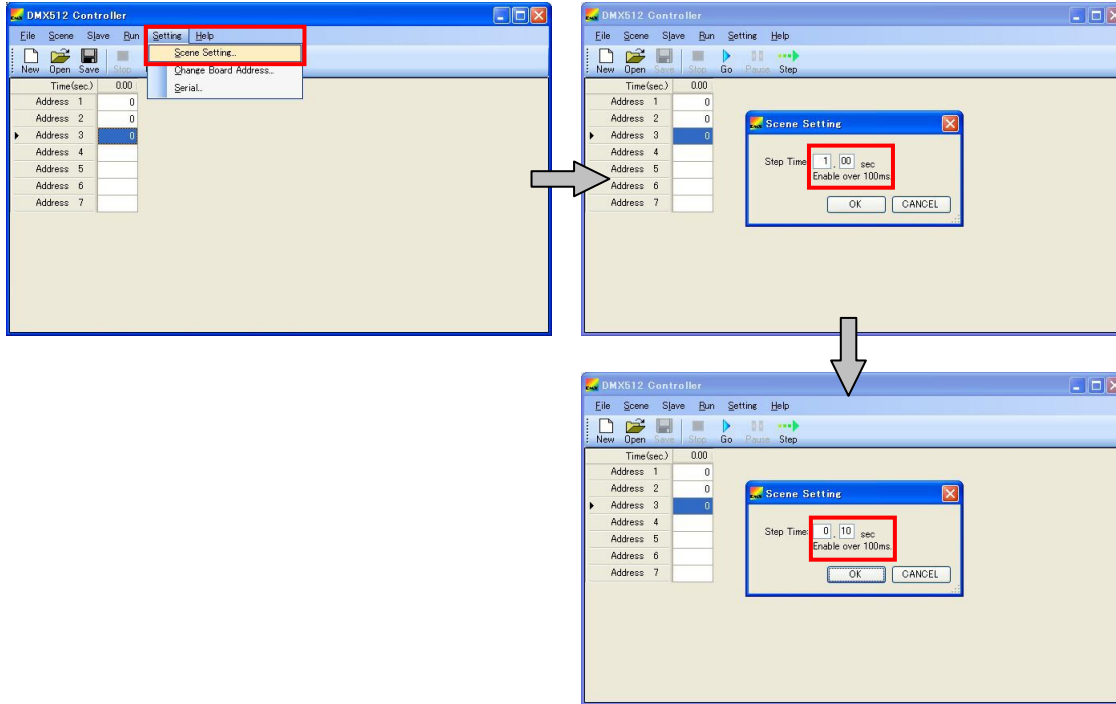 DMX512 Controller
File Scene Slave Run Setting Help
Scene Setting...
Change Board Address...
Serial...
New Open Save Stop
Time(sec.) 0.00
Address 1 0
Address 2 0
Address 3 0
Address 4
Address 5
Address 6
Address 7
DMX512 Controller
File Scene Slave Run Setting Help
New Open Save Stop Go Pause Step
Time(sec.) 0.00
Address 1 0
Address 2 0
Address 3 0
Address 4
Address 5
Address 6
Address 7
Scene Setting
Step Time: 1 . 00 sec
Enable over 100ms.
OK CANCEL
DMX512 Controller
File Scene Slave Run Setting Help
New Open Save Stop Go Pause Step
Time(sec.) 0.00
Address 1 0
Address 2 0
Address 3 0
Address 4
Address 5
Address 6
Address 7
Scene Setting
Step Time: 0 . 10 sec
Enable over 100ms.
OK CANCEL